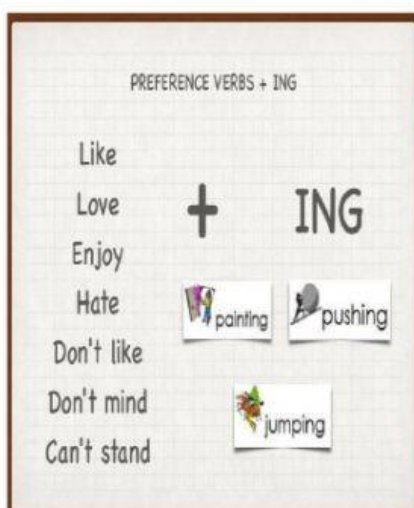 PREFERENCE VERBS + ING
Like
Love
Enjoy
Hate
Don't like
Don't mind
Can't stand
+ ING
painting
pushing
jumping